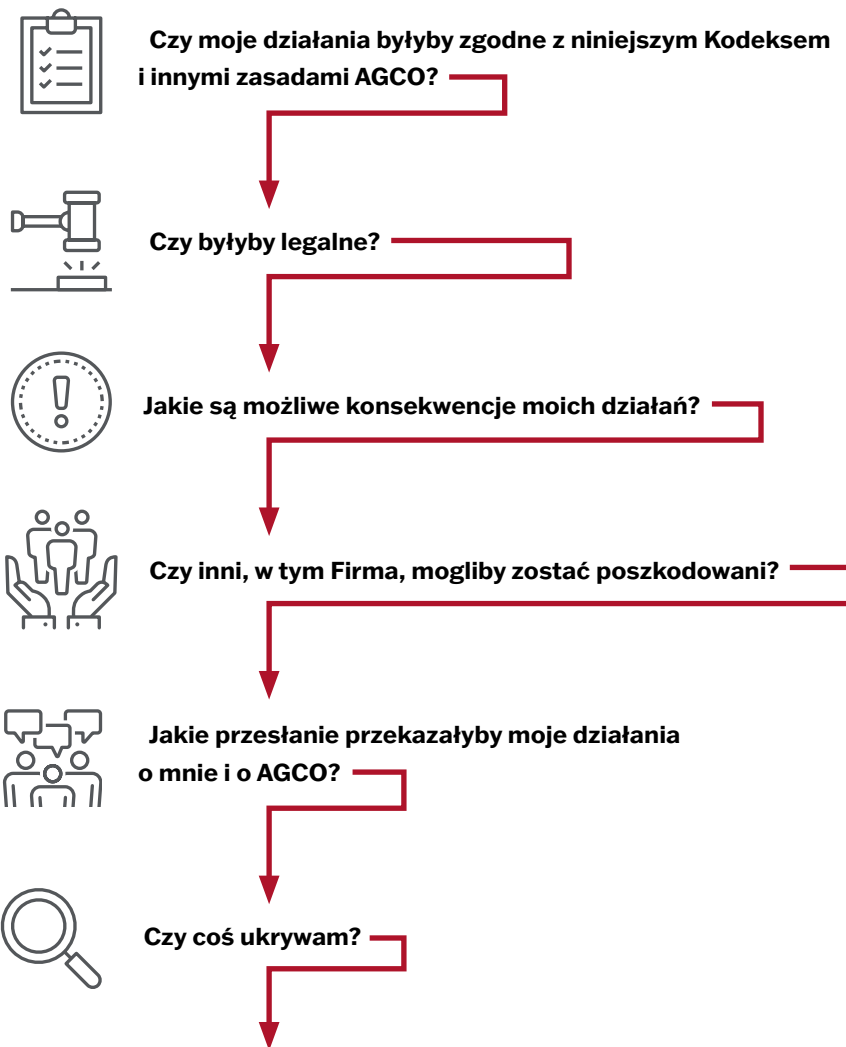 Czy moje działania byłyby zgodne z niniejszym Kodeksem
i innymi zasadami AGCO?
Czy byłyby legalne?
Jakie są możliwe konsekwencje moich działań?
Czy inni, w tym Firma, mogliby zostać poszkodowani?
Jakie przesłanie przekazałyby moje działania
o mnie i o AGCO?
Czy coś ukrywam?